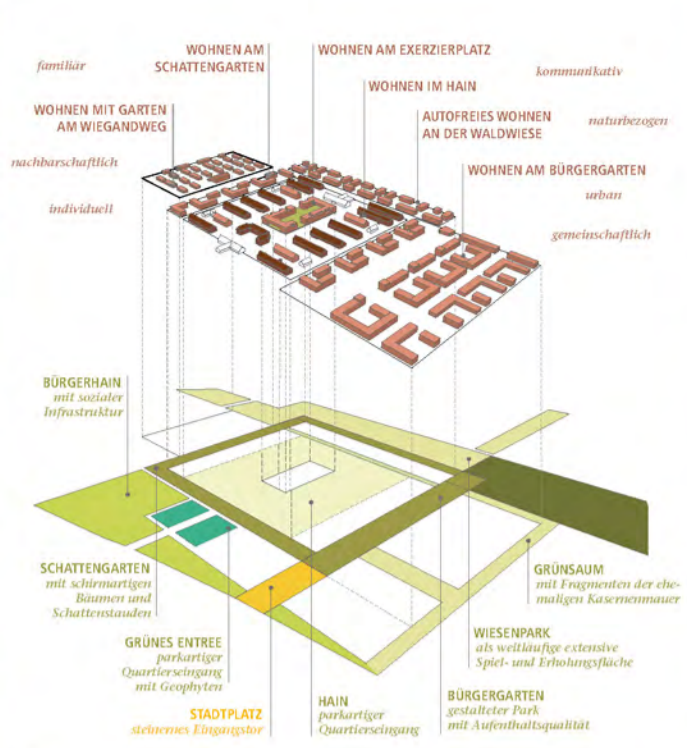 WOHNEN AM
SCHATTENGARTEN
WOHNEN AM EXERZIERPLATZ
familiär
kommunikativ
WOHNEN IM HAIN
WOHNEN MIT GARTEN
AM WIEGANDWEG
AUTOFREIES WOHNEN
AN DER WALDWIESE
naturbezogen
nachbarschaftlich
WOHNEN AM BÜRGERGARTEN
urban
individuell
gemeinschaftlich
BÜRGERHAIN
mit sozialer
Infrastruktur
SCHATTENGARTEN
mit schirmartigen
Bäumen und
Schattenstauden
GRÜNSAUM
mit Fragmenten der ehe-
maligen Kasernenmauer
GRÜNES ENTREE
parkartiger
Quartierseingang
mit Geophyten
WIESENPARK
als weitläufige extensive
Spiel- und Erholungsfläche
STADTPLATZ
steinernes Eingangstor
HAIN
parkartiger
Quartierseingang
BÜRGERGARTEN
gestalteter Park
mit Aufenthaltsqualität